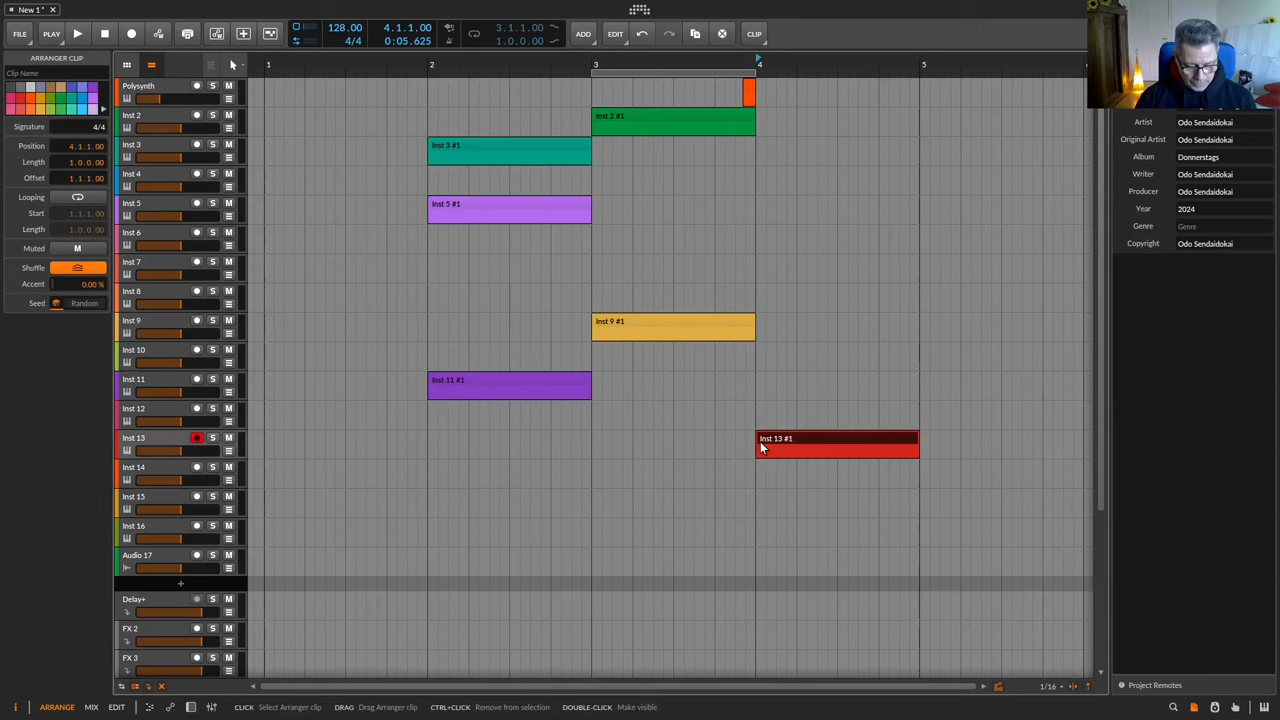 New 1 *
FILE
PLAY
128.00
4/4
4.1.1.00
0:05.625
3.1.1.00
1.0.0.00
ADD
EDIT
CLIP
ARRANGER CLIP
Clip Name
Signature 4/4
Position 4.1.1.00
Length 1.0.0.00
Offset 1.1.1.00
Looping
Start 1.1.1.00
Length 1.0.0.00
Muted M
Shuffle
Accent 0.00 %
Seed Random
1 2 3 4 5
Polysynth S M
Inst 2 S M Inst 2 #1
Inst 3 S M Inst 3 #1
Inst 4 S M
Inst 5 S M Inst 5 #1
Inst 6 S M
Inst 7 S M
Inst 8 S M
Inst 9 S M Inst 9 #1
Inst 10 S M
Inst 11 S M Inst 11 #1
Inst 12 S M
Inst 13 S M Inst 13 #1
Inst 14 S M
Inst 15 S M
Inst 16 S M
Audio 17 S M
+
Delay+ S M
FX 2 S M
FX 3 S M
Artist Odo Sendaidokai
Original Artist Odo Sendaidokai
Album Donnerstags
Writer Odo Sendaidokai
Producer Odo Sendaidokai
Year 2024
Genre Genre
Copyright Odo Sendaidokai
Project Remotes
1/16
i ARRANGE MIX EDIT CLICK Select Arranger clip DRAG Drag Arranger clip CTRL+CLICK Remove from selection DOUBLE-CLICK Make visible